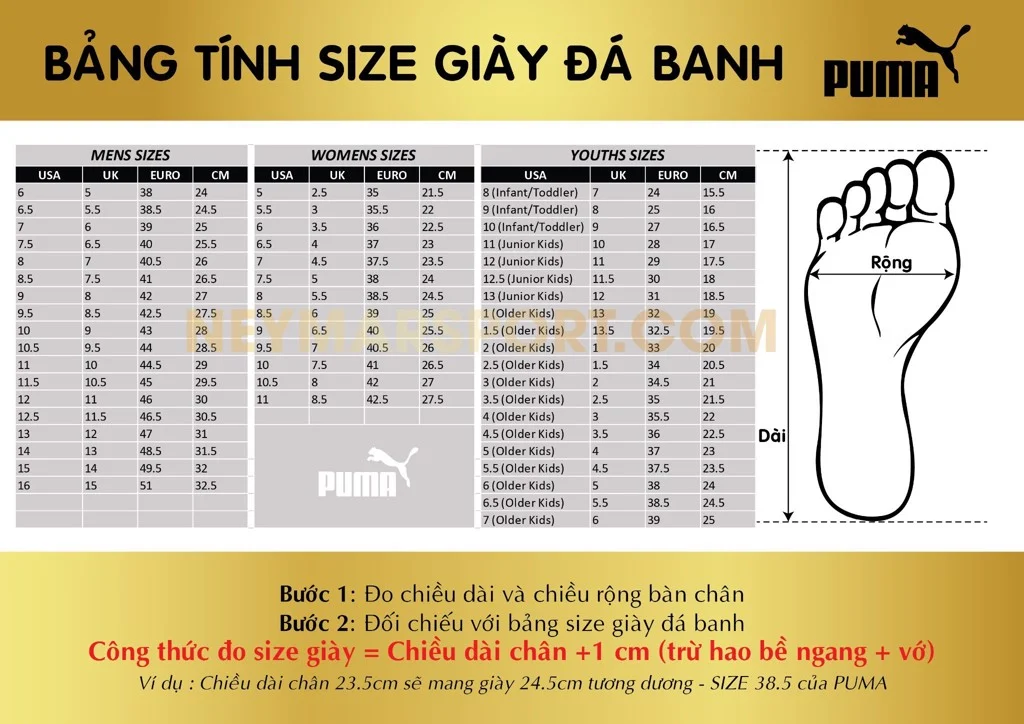 BẢNG TÍNH SIZE GIÀY ĐÁ BANH
PUMA
MENS SIZES
USA UK EURO CM
6 5 38 24
6.5 5.5 38.5 24.5
7 6 39 25
7.5 6.5 40 25.5
8 7 40.5 26
8.5 7.5 41 26.5
9 8 42 27
9.5 8.5 42.5 27.5
10 9 43 28
10.5 9.5 44 28.5
11 10 44.5 29
11.5 10.5 45 29.5
12 11 46 30
12.5 11.5 46.5 30.5
13 12 47 31
14 13 48.5 31.5
15 14 49.5 32
16 15 51 32.5
WOMENS SIZES
USA UK EURO CM
5 2.5 35 21.5
5.5 3 35.5 22
6 3.5 36 22.5
6.5 4 37 23
7 4.5 37.5 23.5
7.5 5 38 24
8 5.5 38.5 24.5
8.5 6 39 25
9 6.5 40 25.5
9.5 7 40.5 26
10 7.5 41 26.5
10.5 8 42 27
11 8.5 42.5 27.5
PUMA
YOUTHS SIZES
USA UK EURO CM
8 (Infant/Toddler) 7 24 15.5
9 (Infant/Toddler) 8 25 16
10 (Infant/Toddler) 9 27 16.5
11 (Junior Kids) 10 28 17
12 (Junior Kids) 11 29 17.5
12.5 (Junior Kids) 11.5 30 18
13 (Junior Kids) 12 31 18.5
1 (Older Kids) 13 32 19
1.5 (Older Kids) 13.5 32.5 19.5
2 (Older Kids) 1 33 20
2.5 (Older Kids) 1.5 34 20.5
3 (Older Kids) 2 34.5 21
3.5 (Older Kids) 2.5 35 21.5
4 (Older Kids) 3 35.5 22
4.5 (Older Kids) 3.5 36 22.5
5 (Older Kids) 4 37 23
5.5 (Older Kids) 4.5 37.5 23.5
6 (Older Kids) 5 38 24
6.5 (Older Kids) 5.5 38.5 24.5
7 (Older Kids) 6 39 25
NEYMARSPORT.COM
Rộng
Dài
Bước 1: Đo chiều dài và chiều rộng bàn chân
Bước 2: Đối chiếu với bảng size giày đá banh
Công thức đo size giày = Chiều dài chân +1 cm (trừ hao bề ngang + vớ)
Ví dụ : Chiều dài chân 23.5cm sẽ mang giày 24.5cm tương đương - SIZE 38.5 của PUMA